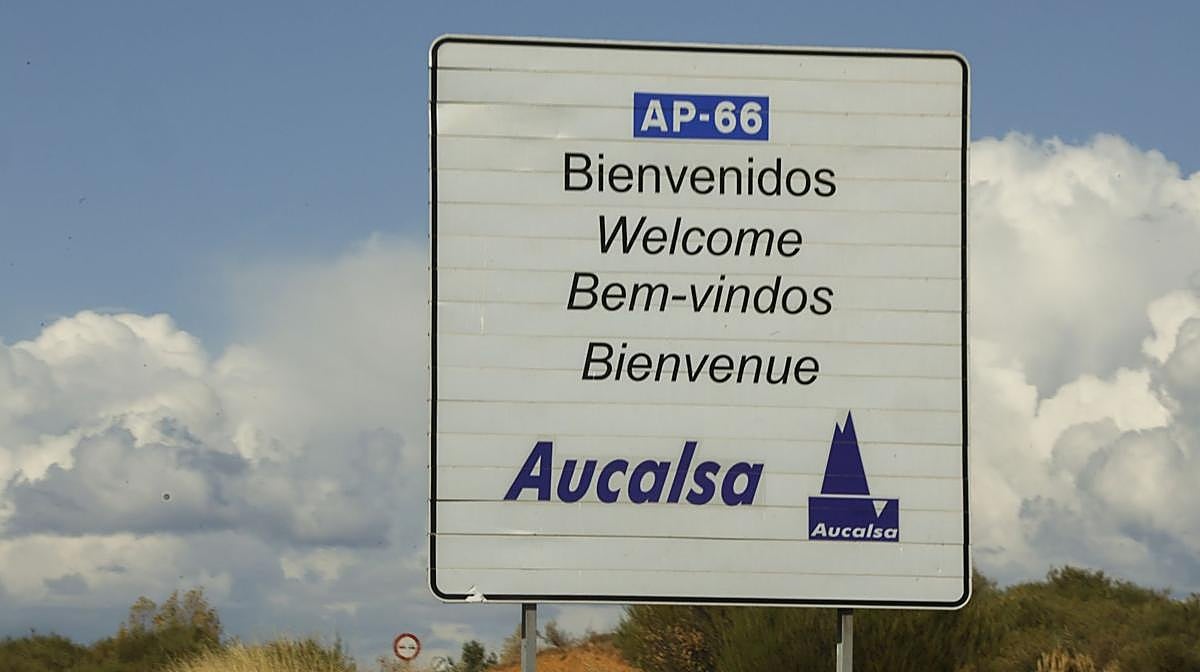 AP-66
Bienvenidos
Welcome
Bem-vindos
Bienvenue
Aucalsa
Aucalsa